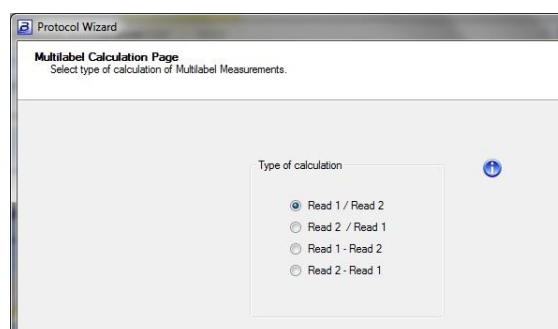 Protocol Wizard
Multilabel Calculation Page
Select type of calculation of Multilabel Measurements.
Type of calculation
Read 1 / Read 2
Read 2 / Read 1
Read 1 - Read 2
Read 2 - Read 1